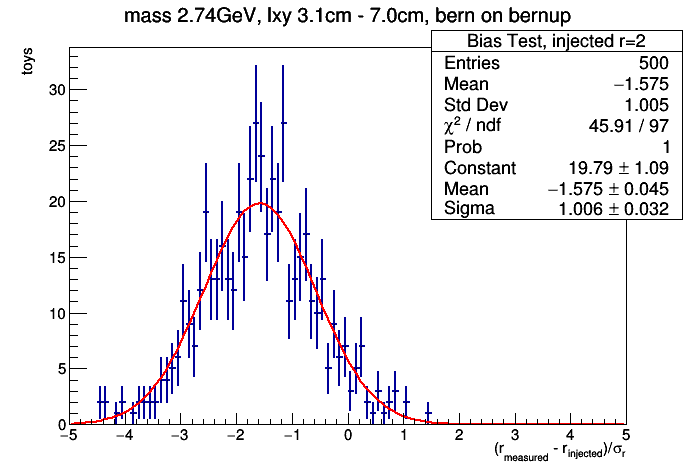 mass 2.74GeV, lxy 3.1cm - 7.0cm, bern on bernup
Bias Test, injected r=2
Entries 500
Mean −1.575
Std Dev 1.005
χ² / ndf 45.91 / 97
Prob 1
Constant 19.79 ± 1.09
Mean −1.575 ± 0.045
Sigma 1.006 ± 0.032
toys
30
25
20
15
10
5
0
−5 −4 −3 −2 −1 0 1 2 3 4 5
(r_measured - r_injected)/σ_r